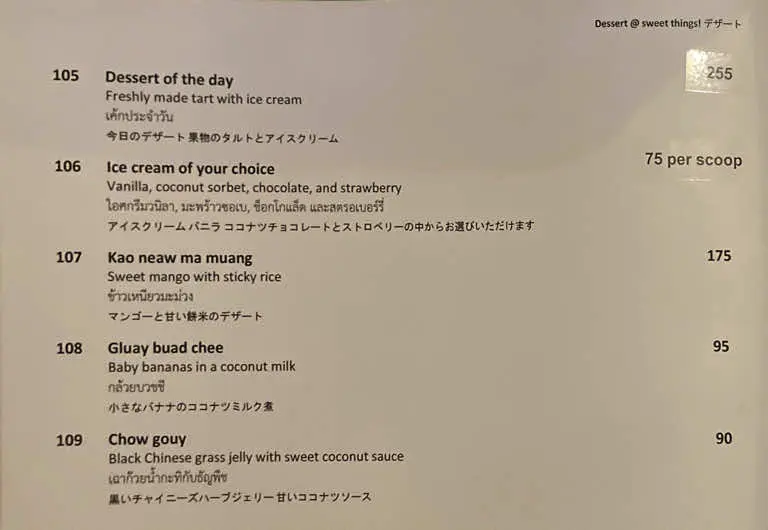 Dessert @ sweet things! デザート
105 Dessert of the day 255
Freshly made tart with ice cream
เค้กประจำวัน
今日のデザート 果物のタルトとアイスクリーム
106 Ice cream of your choice 75 per scoop
Vanilla, coconut sorbet, chocolate, and strawberry
ไอศกรีมวนิลา, มะพร้าวซอเบ, ช็อกโกแล็ต และสตรอเบอร์รี่
アイスクリーム バニラ ココナツチョコレートとストロベリーの中からお選びいただけます
107 Kao neaw ma muang 175
Sweet mango with sticky rice
ข้าวเหนียวมะม่วง
マンゴーと甘い餅米のデザート
108 Gluay buad chee 95
Baby bananas in a coconut milk
กล้วยบวชชี
小さなバナナのココナツミルク煮
109 Chow gouy 90
Black Chinese grass jelly with sweet coconut sauce
เฉาก๊วยน้ำกะทิกับธัญพืช
黒いチャイニーズハーブジェリー甘いココナツソース